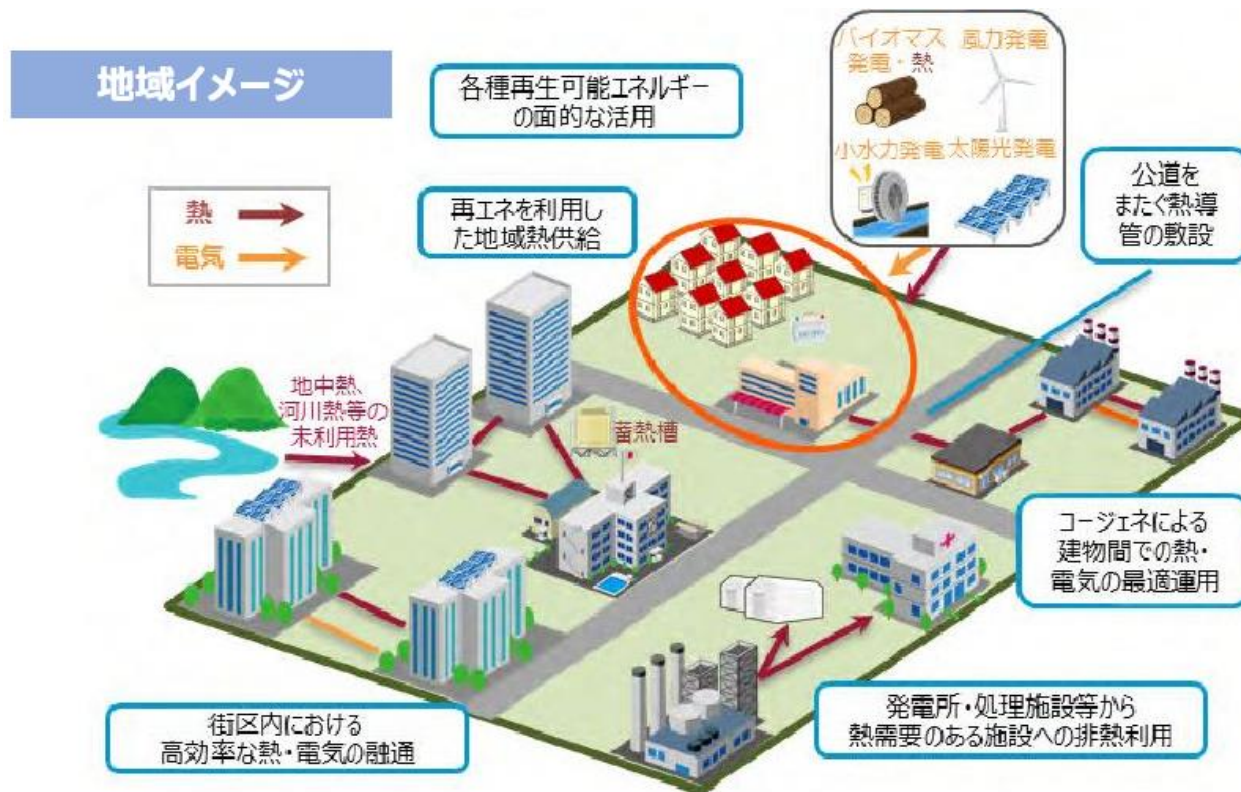 地域イメージ
各種再生可能エネルギー
の面的な活用
バイオマス
発電・熱
風力発電
小水力発電
太陽光発電
公道を
またぐ熱導
管の敷設
熱
電気
再エネを利用し
た地域熱供給
地中熱、
河川熱等の
未利用熱
蓄熱槽
コージェネによる
建物間での熱・
電気の最適運用
街区内における
高効率な熱・電気の融通
発電所・処理施設等から
熱需要のある施設への排熱利用